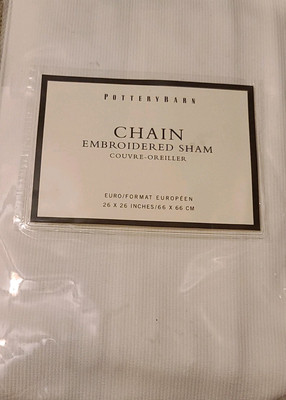 POTTERYBARN
CHAIN
EMBROIDERED SHAM
COUVRE-OREILLER
EURO/FORMAT EUROPÉEN
26 X 26 INCHES/66 X 66 CM